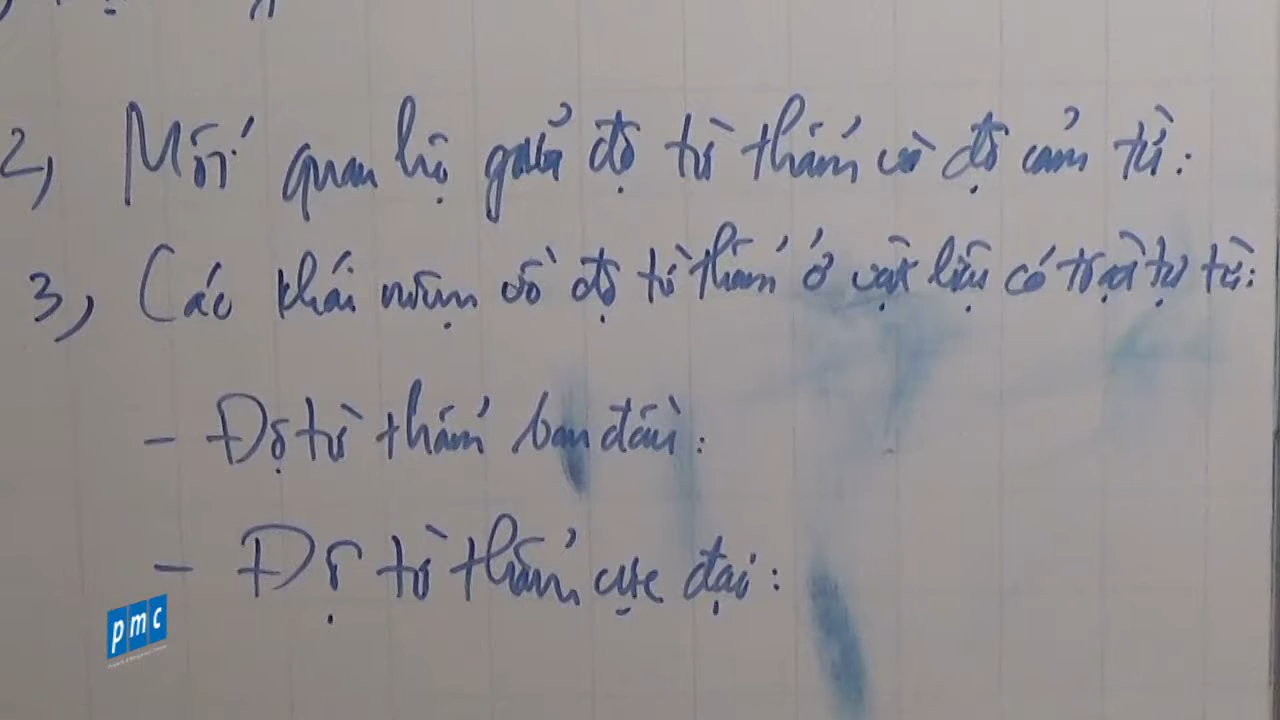 2, Mối quan hệ giữa độ từ thẩm và độ cảm từ:
3, Các khái niệm về độ từ thẩm ở vật liệu có trật tự từ:
- Độ từ thẩm ban đầu:
- Độ từ thẩm cực đại:
pmc